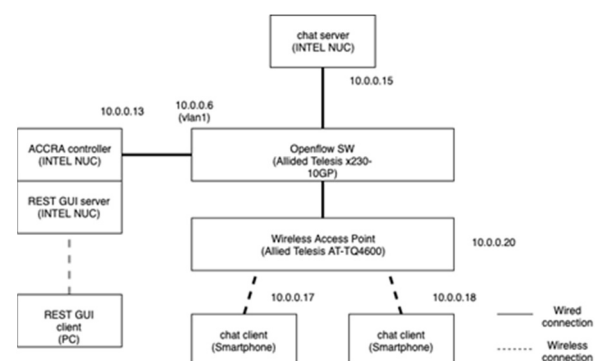 chat server
(INTEL NUC)
10.0.0.15
10.0.0.13
10.0.0.6
(vlan1)
ACCRA controller
(INTEL NUC)
Openflow SW
(Allided Telesis x230-
10GP)
REST GUI server
(INTEL NUC)
Wireless Access Point
(Allied Telesis AT-TQ4600)
10.0.0.20
10.0.0.17
10.0.0.18
REST GUI
client
(PC)
chat client
(Smartphone)
chat client
(Smartphone)
Wired
connection
Wireless
connection